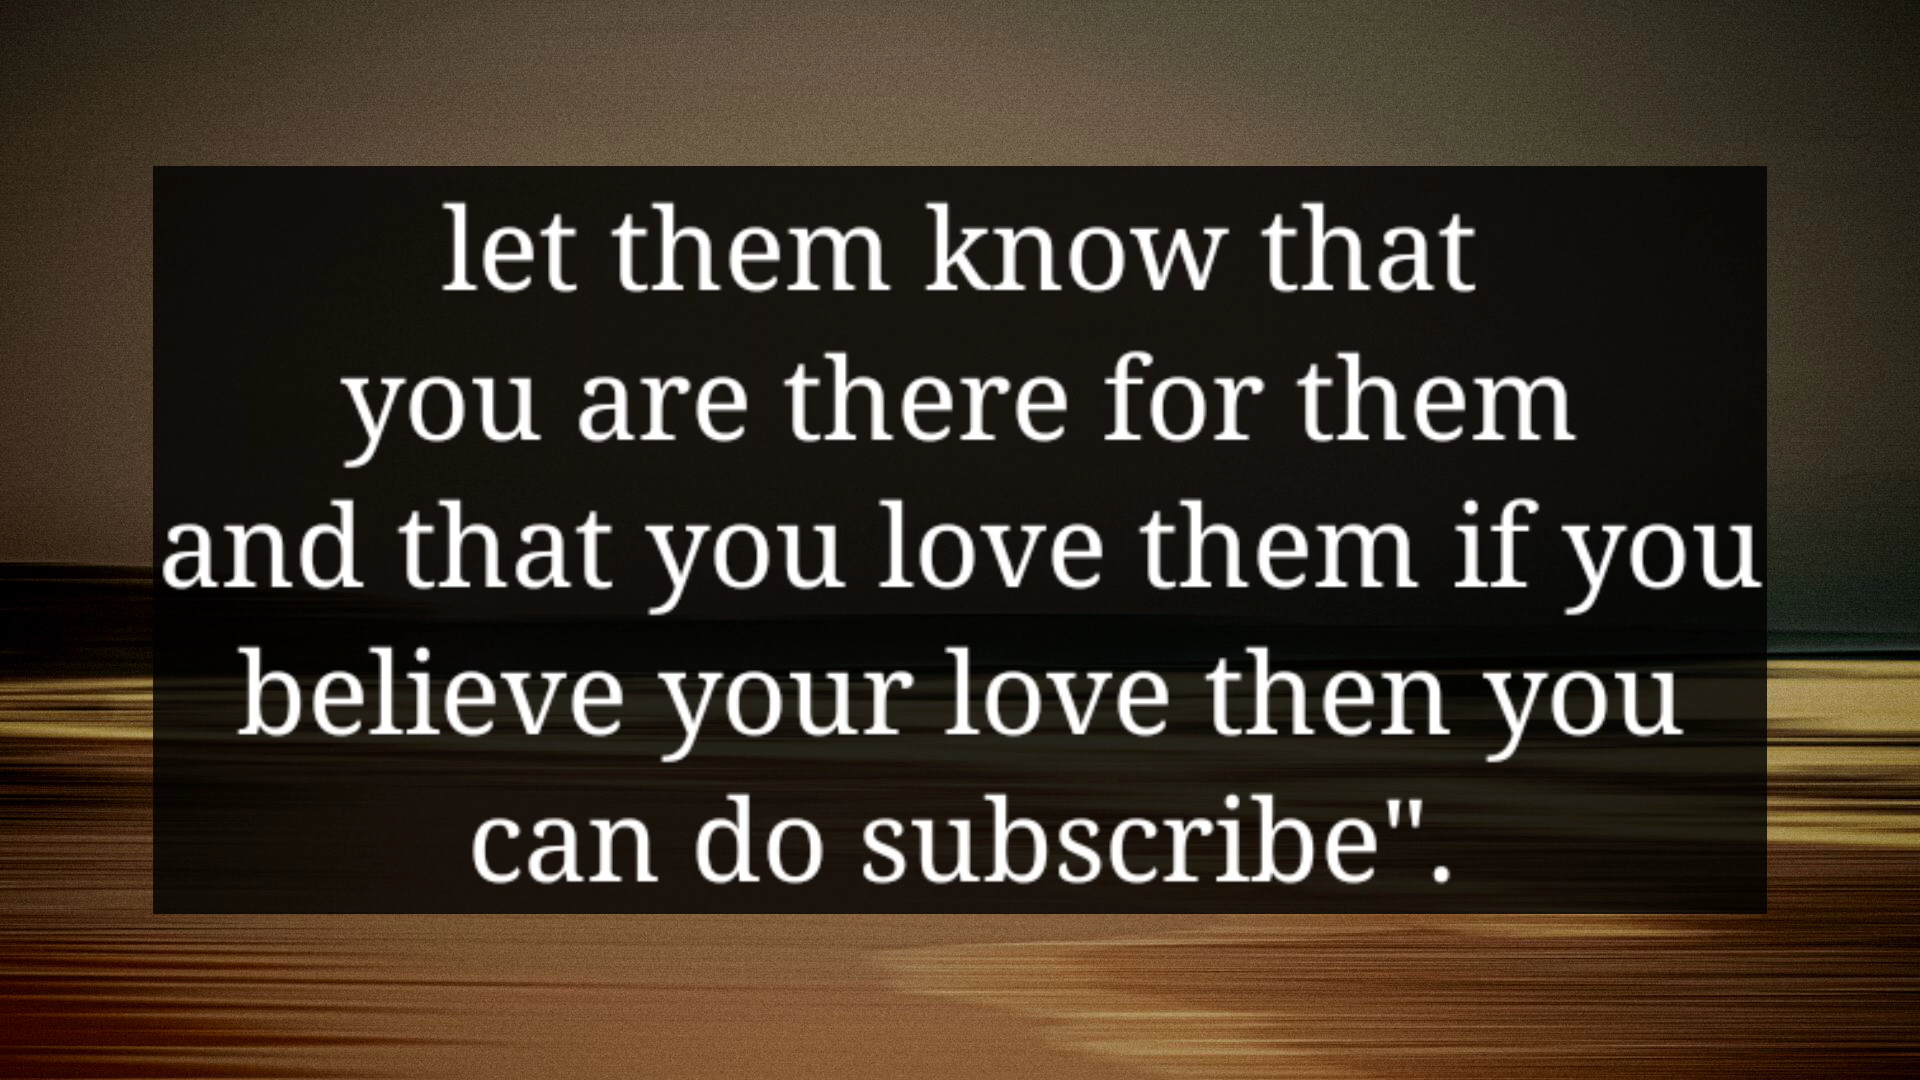 let them know that
you are there for them
and that you love them if you
believe your love then you
can do subscribe".